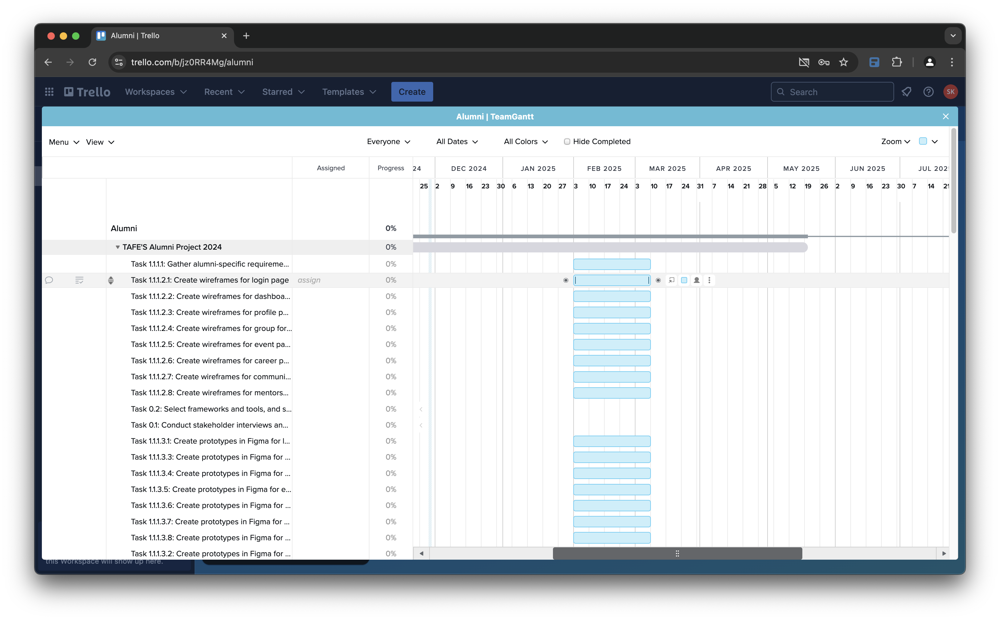 Alumni | Trello
trello.com/b/jz0RR4Mg/alumni
Trello Workspaces Recent Starred Templates Create Search SK
Alumni | TeamGantt
Menu View Everyone All Dates All Colors Hide Completed Zoom
Assigned Progress 24 DEC 2024 JAN 2025 FEB 2025 MAR 2025 APR 2025 MAY 2025 JUN 2025 JUL 202
25 2 9 16 23 30 6 13 20 27 3 10 17 24 3 10 17 24 31 7 14 21 28 5 12 19 26 2 9 16 23 30 7 14 21
Alumni 0%
TAFE'S Alumni Project 2024 0%
Task 1.1.1.1: Gather alumni-specific requireme... 0%
Task 1.1.1.2.1: Create wireframes for login page assign 0%
Task 1.1.1.2.2: Create wireframes for dashboa... 0%
Task 1.1.1.2.3: Create wireframes for profile p... 0%
Task 1.1.1.2.4: Create wireframes for group for... 0%
Task 1.1.1.2.5: Create wireframes for event pa... 0%
Task 1.1.1.2.6: Create wireframes for career p... 0%
Task 1.1.1.2.7: Create wireframes for communi... 0%
Task 1.1.1.2.8: Create wireframes for mentors... 0%
Task 0.2: Select frameworks and tools, and s... 0%
Task 0.1: Conduct stakeholder interviews an... 0%
Task 1.1.1.3.1: Create prototypes in Figma for l... 0%
Task 1.1.1.3.3: Create prototypes in Figma for ... 0%
Task 1.1.1.3.4: Create prototypes in Figma for ... 0%
Task 1.1.3.5: Create prototypes in Figma for e... 0%
Task 1.1.1.3.6: Create prototypes in Figma for ... 0%
Task 1.1.1.3.7: Create prototypes in Figma for ... 0%
Task 1.1.1.3.8: Create prototypes in Figma for ... 0%
Task 1.1.1.3.2: Create prototypes in Figma for ... 0%
this Workspace will show up here.